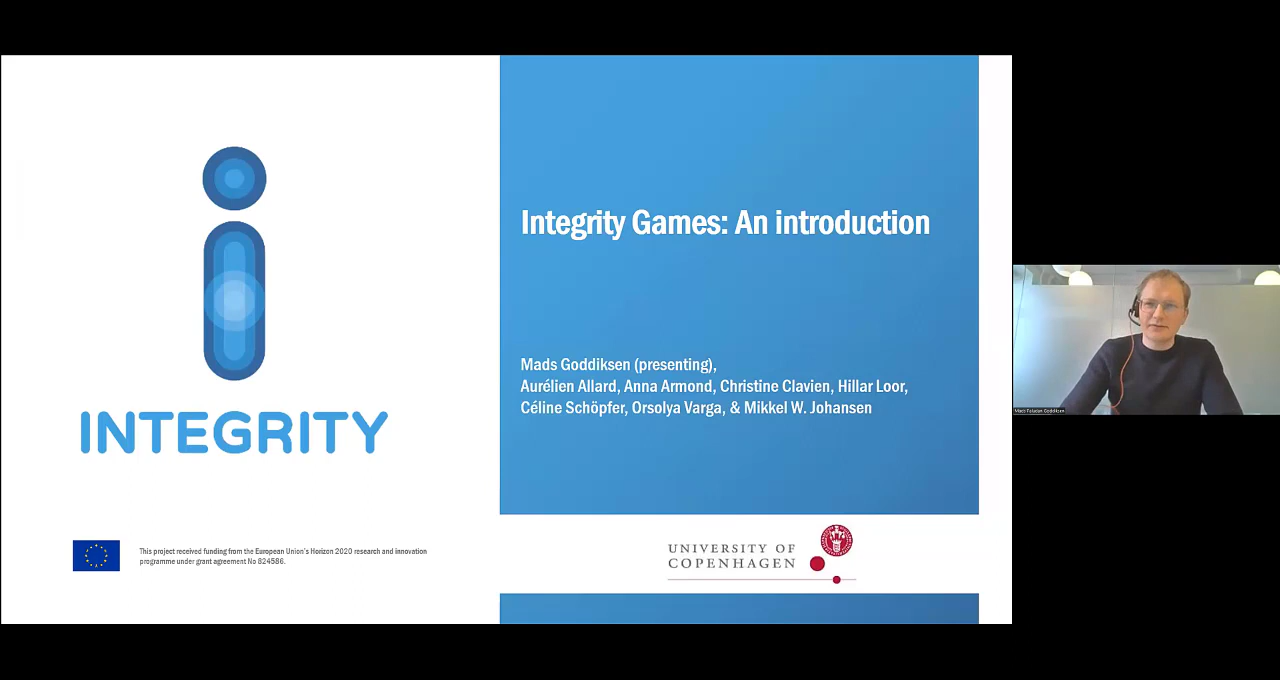 INTEGRITY
This project received funding from the European Union's Horizon 2020 research and innovation
programme under grant agreement No 824586.
Integrity Games: An introduction
Mads Goddiksen (presenting),
Aurélien Allard, Anna Armond, Christine Clavien, Hillar Loor,
Céline Schöpfer, Orsolya Varga, & Mikkel W. Johansen
UNIVERSITY OF
COPENHAGEN